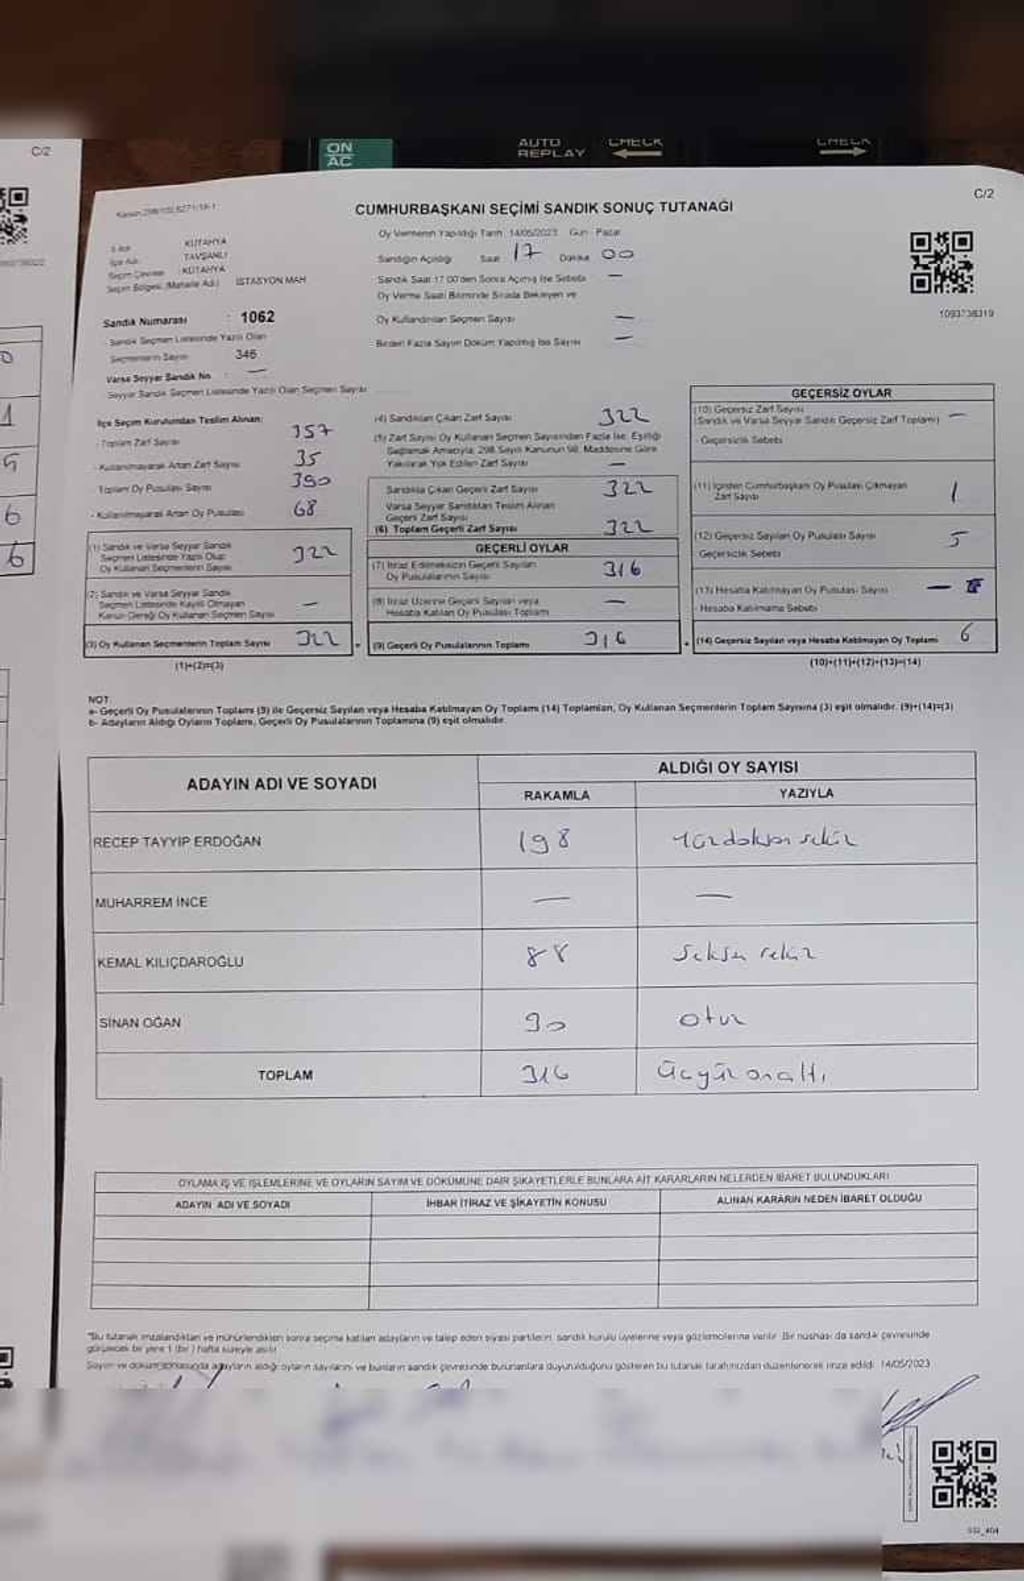 ON
AC
AUTO
REPLAY
CHECK
CHECK
C/2
C/2
CUMHURBAŞKANI SEÇİMİ SANDIK SONUÇ TUTANAĞI
Oy Vermenin Yapıldığı Tarih 14/05/2023 Gün Pazar
KÜTAHYA
İlçe Adı TAVŞANLI
Seçim Çevresi KÜTAHYA
Seçim Bölgesi (Mahalle Adı) İSTASYON MAH
Sandığın Açıldığı Saat 17 Dakika 00
Sandık Saat 17:00'den Sonra Açılmış İse Sebebi —
Oy Verme Saati Bitiminde Sırada Bekleyen ve
Oy Kullandırılan Seçmen Sayısı —
Birden Fazla Sayım Döküm Yapılmış İse Sayısı —
1093738319
Sandık Numarası : 1062
Sandık Seçmen Listesinde Yazılı Olan
Seçmenlerin Sayısı 346
Varsa Seyyar Sandık No : —
Seyyar Sandık Seçmen Listesinde Yazılı Olan Seçmen Sayısı
İlçe Seçim Kurulundan Teslim Alınan:
- Toplam Zarf Sayısı 357
- Kullanılmayarak Artan Zarf Sayısı 35
Toplam Oy Pusulası Sayısı 390
- Kullanılmayarak Artan Oy Pusulası 68
(1) Sandık ve Varsa Seyyar Sandık
Seçmen Listesinde Yazılı Olup
Oy Kullanan Seçmenlerin Sayısı 322
(2) Sandık ve Varsa Seyyar Sandık
Seçmen Listesinde Kayıtlı Olmayan
Kanun Gereği Oy Kullanan Seçmen Sayısı —
(3) Oy Kullanan Seçmenlerin Toplam Sayısı 322
(1)+(2)=(3)
(4) Sandıktan Çıkan Zarf Sayısı 322
(5) Zarf Sayısı Oy Kullanan Seçmen Sayısından Fazla İse, Eşitliği
Sağlamak Amacıyla; 298 Sayılı Kanunun 98. Maddesine Göre
Yakılarak Yok Edilen Zarf Sayısı —
Sandıkta Çıkan Geçerli Zarf Sayısı 322
Varsa Seyyar Sandıktan Teslim Alınan
Geçerli Zarf Sayısı
(6) Toplam Geçerli Zarf Sayısı 322
GEÇERLİ OYLAR
(7) İtiraz Edilmeksizin Geçerli Sayılan
Oy Pusulalarının Sayısı 316
(8) İtiraz Üzerine Geçerli Sayılan veya
Hesaba Katılan Oy Pusulası Toplamı —
(9) Geçerli Oy Pusulalarının Toplamı 316
GEÇERSİZ OYLAR
(10) Geçersiz Zarf Sayısı
(Sandık ve Varsa Seyyar Sandık Geçersiz Zarf Toplamı) —
- Geçersizlik Sebebi
(11) İçinden Cumhurbaşkanı Oy Pusulası Çıkmayan
Zarf Sayısı 1
(12) Geçersiz Sayılan Oy Pusulası Sayısı 5
Geçersizlik Sebebi
(13) Hesaba Katılmayan Oy Pusulası Sayısı —
- Hesaba Katılmama Sebebi
(14) Geçersiz Sayılan veya Hesaba Katılmayan Oy Toplamı 6
(10)+(11)+(12)+(13)=(14)
NOT:
a- Geçerli Oy Pusulalarının Toplamı (9) ile Geçersiz Sayılan veya Hesaba Katılmayan Oy Toplamı (14) Toplamları, Oy Kullanan Seçmenlerin Toplam Sayısına (3) eşit olmalıdır. (9)+(14)=(3)
b- Adayların Aldığı Oyların Toplamı, Geçerli Oy Pusulalarının Toplamına (9) eşit olmalıdır.
ADAYIN ADI VE SOYADI
ALDIĞI OY SAYISI
RAKAMLA
YAZIYLA
RECEP TAYYİP ERDOĞAN 198 yüzdoksan sekiz
MUHARREM İNCE — —
KEMAL KILIÇDAROĞLU 88 Seksen sekiz
SİNAN OĞAN 30 otuz
TOPLAM 316 üçyüzonaltı
OYLAMA İŞ VE İŞLEMLERİNE VE OYLARIN SAYIM VE DÖKÜMÜNE DAİR ŞİKAYETLERLE BUNLARA AİT KARARLARIN NELERDEN İBARET BULUNDUKLARI
ADAYIN ADI VE SOYADI
İHBAR İTİRAZ VE ŞİKAYETİN KONUSU
ALINAN KARARIN NEDEN İBARET OLDUĞU
"Bu tutanak imzalandıktan ve mühürlendikten sonra seçime katılan adayların ve talep eden siyasi partilerin, sandık kurulu üyelerine veya gözlemcilerine verilir. Bir nüshası da sandık çevresinde
görülecek bir yere 1 (bir) hafta süreyle asılır.
Sayım ve döküm sonucunda adayların aldığı oyların sayılarını ve bunların sandık çevresinde bulunanlara duyurulduğunu gösteren bu tutanak tarafımızdan düzenlenerek imza edildi. 14/05/2023